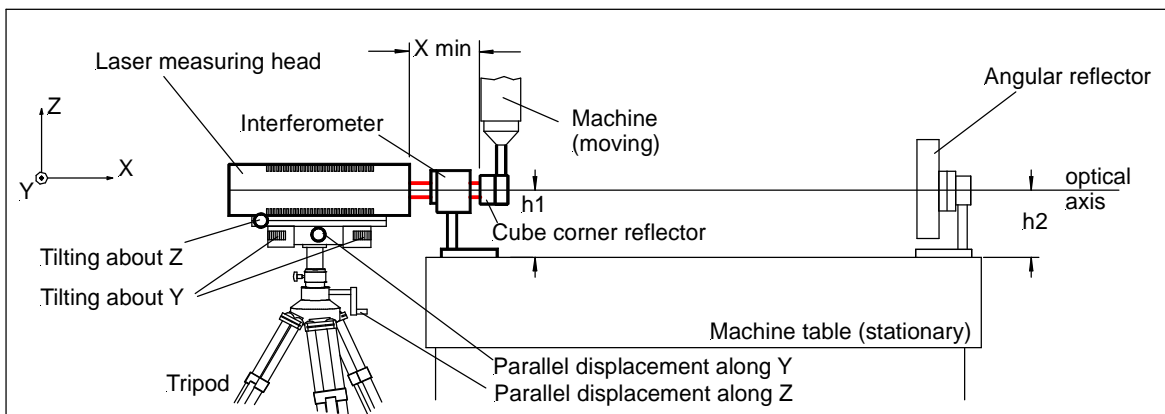 X min
Laser measuring head
Angular reflector
Z
Interferometer
Machine
(moving)
X
Y
optical
axis
h1
h2
Cube corner reflector
Tilting about Z
Tilting about Y
Machine table (stationary)
Parallel displacement along Y
Tripod
Parallel displacement along Z